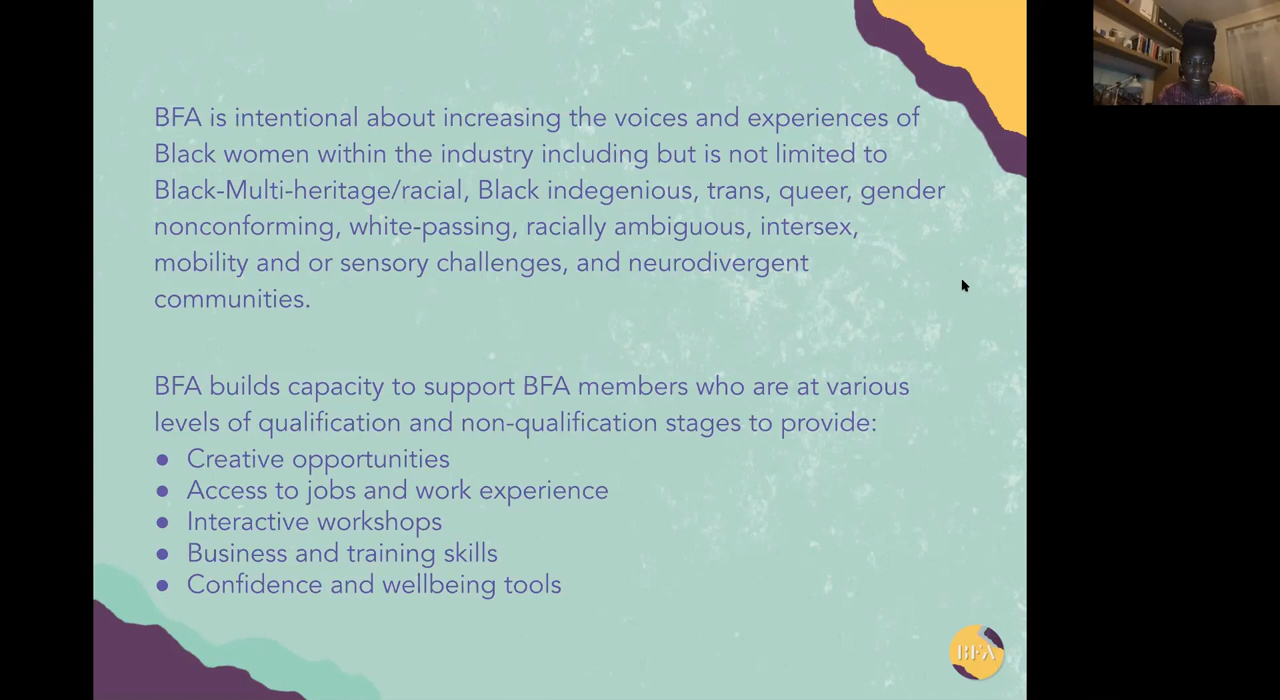 BFA is intentional about increasing the voices and experiences of
Black women within the industry including but is not limited to
Black-Multi-heritage/racial, Black indegenious, trans, queer, gender
nonconforming, white-passing, racially ambiguous, intersex,
mobility and or sensory challenges, and neurodivergent
communities.
BFA builds capacity to support BFA members who are at various
levels of qualification and non-qualification stages to provide:
● Creative opportunities
● Access to jobs and work experience
● Interactive workshops
● Business and training skills
● Confidence and wellbeing tools
BFA